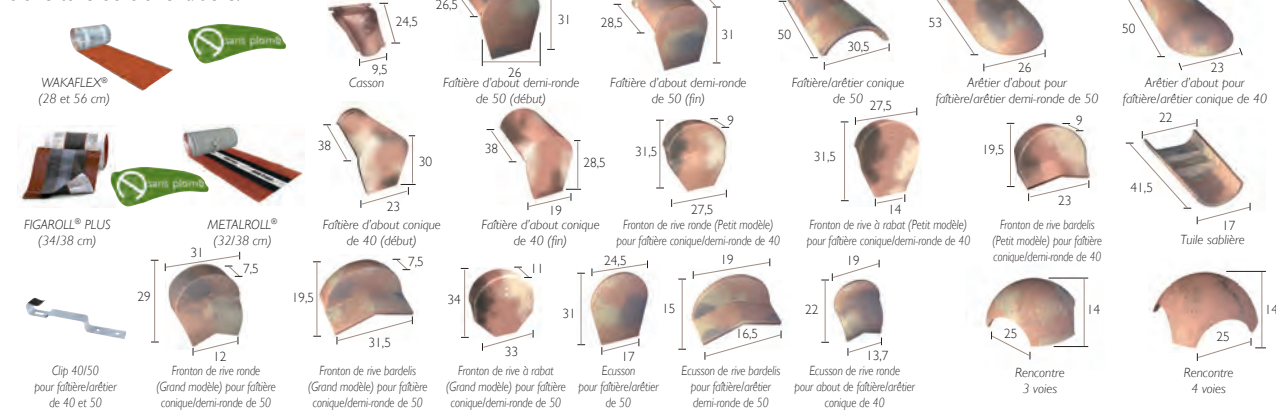 24,5
9,5
Casson
26,5
31
26
Faîtière d'about demi-ronde
de 50 (début)
28,5
31
Faîtière d'about demi-ronde
de 50 (fin)
50
30,5
Faîtière/arêtier conique
de 50
53
26
Arêtier d'about pour
faîtière/arêtier demi-ronde de 50
50
23
Arêtier d'about pour
faîtière/arêtier conique de 40
sans plomb
WAKAFLEX®
(28 et 56 cm)
FIGAROLL® PLUS
(34/38 cm)
sans plomb
METALROLL®
(32/38 cm)
38
30
23
Faîtière d'about conique
de 40 (début)
38
28,5
19
Faîtière d'about conique
de 40 (fin)
9
31,5
27,5
Fronton de rive ronde (Petit modèle)
pour faîtière conique/demi-ronde de 40
27,5
31,5
14
Fronton de rive à rabat (Petit modèle)
pour faîtière conique/demi-ronde de 40
9
19,5
23
Fronton de rive bardelis
(Petit modèle) pour faîtière
conique/demi-ronde de 40
22
41,5
17
Tuile sablière
Clip 40/50
pour faîtière/arêtier
de 40 et 50
31
7,5
29
12
Fronton de rive ronde
(Grand modèle) pour faîtière
conique/demi-ronde de 50
7,5
19,5
31,5
Fronton de rive bardelis
(Grand modèle) pour faîtière
conique/demi-ronde de 50
11
34
33
Fronton de rive à rabat
(Grand modèle) pour faîtière
conique/demi-ronde de 50
24,5
31
17
Ecusson
pour faîtière/arêtier
de 50
19
15
16,5
Ecusson de rive bardelis
pour faîtière/arêtier
demi-ronde de 50
19
22
13,7
Ecusson de rive ronde
pour about de faîtière/arêtier
conique de 40
14
25
Rencontre
3 voies
14
25
Rencontre
4 voies